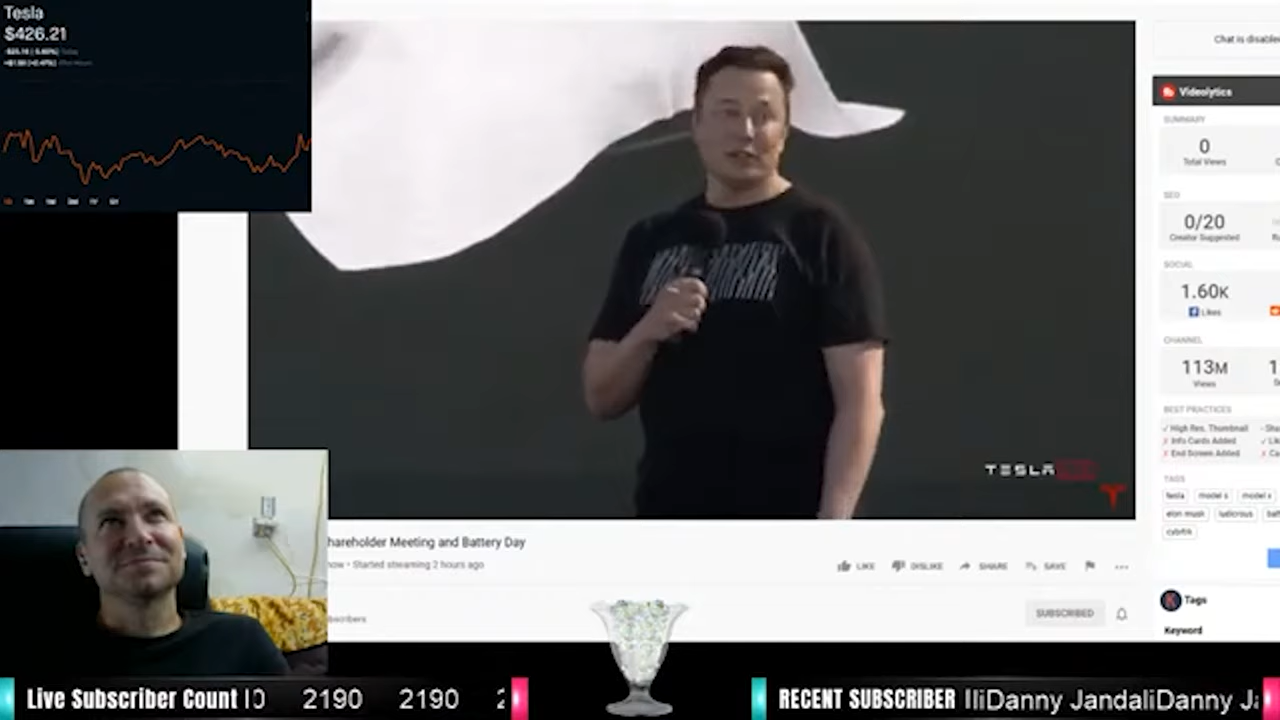 Tesla
$426.21
Chat is disable
Videolytics
SUMMARY
0
Total Views
SEO
0/20
Creator Suggested
SOCIAL
1.60K
Likes
CHANNEL
113M
Views
BEST PRACTICES
High Res. Thumbnail
Info Cards Added
End Screen Added
TAGS
tesla model s model s
elon musk ludicrous
Tags
Keyword
TESLA
hareholder Meeting and Battery Day
now • Started streaming 2 hours ago
LIKE DISLIKE SHARE SAVE
SUBSCRIBED
Live Subscriber Count
2190 2190
RECENT SUBSCRIBER
Danny JandaliDanny